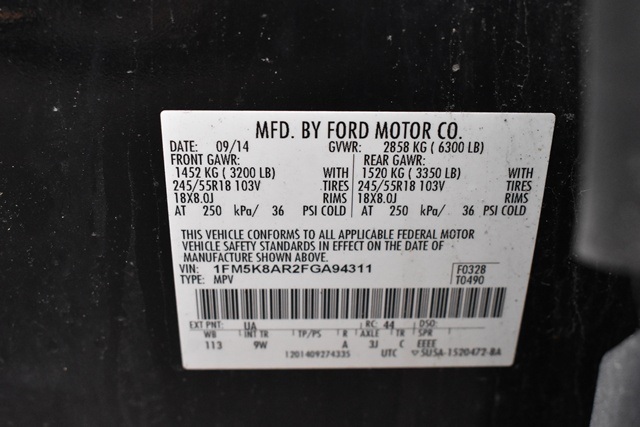 MFD. BY FORD MOTOR CO.
DATE: 09/14 GVWR: 2858 KG ( 6300 LB)
FRONT GAWR: REAR GAWR:
1452 KG ( 3200 LB) WITH 1520 KG ( 3350 LB) WITH
245/55R18 103V TIRES 245/55R18 103V TIRES
18X8.0J RIMS 18X8.0J RIMS
AT 250 kPa/ 36 PSI COLD AT 250 kPa/ 36 PSI COLD
THIS VEHICLE CONFORMS TO ALL APPLICABLE FEDERAL MOTOR
VEHICLE SAFETY STANDARDS IN EFFECT ON THE DATE OF
MANUFACTURE SHOWN ABOVE.
VIN: 1FM5K8AR2FGA94311 F0328
TYPE: MPV T0490
EXT PNT: UA RC: 44 DSO:
WB INT TR TP/PS R AXLE TR SPR
113 9W A 3J C EEEE
1201409274335 UTC ▽ SU5A-1520472-BA